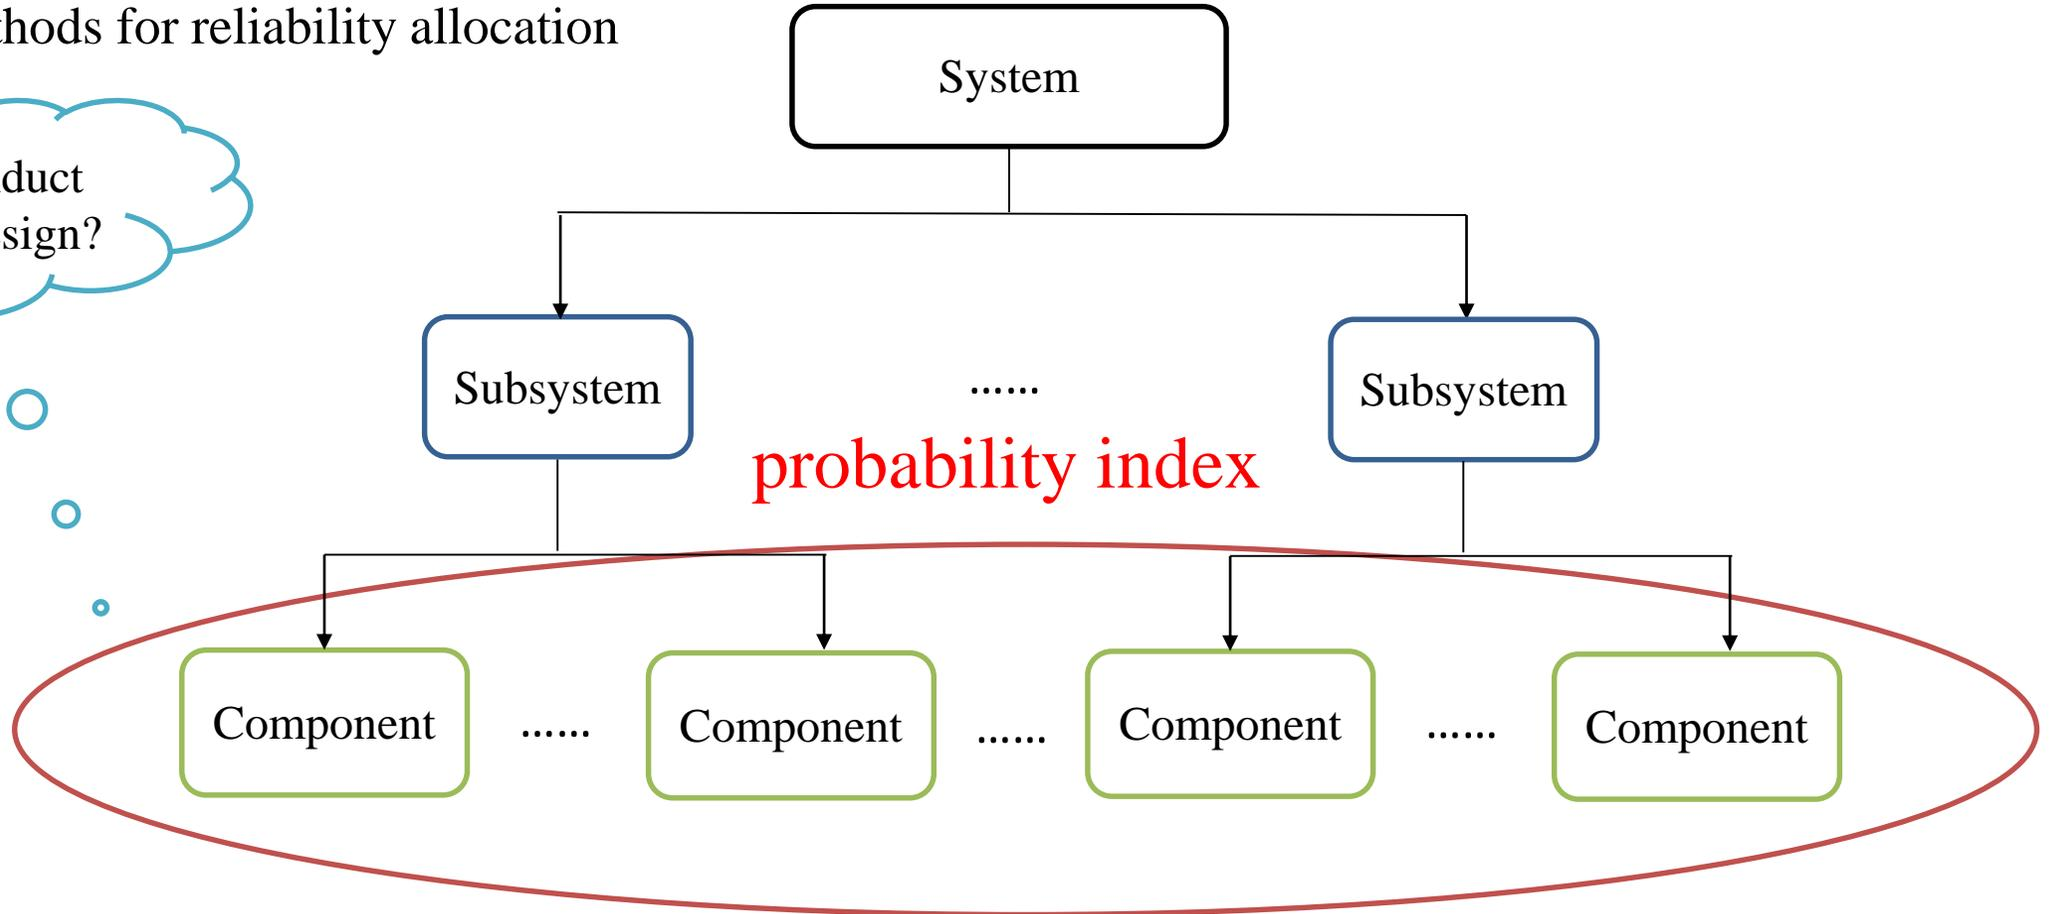 thods for reliability allocation
System
duct
sign?
Subsystem
......
Subsystem
probability index
Component
......
Component
......
Component
......
Component